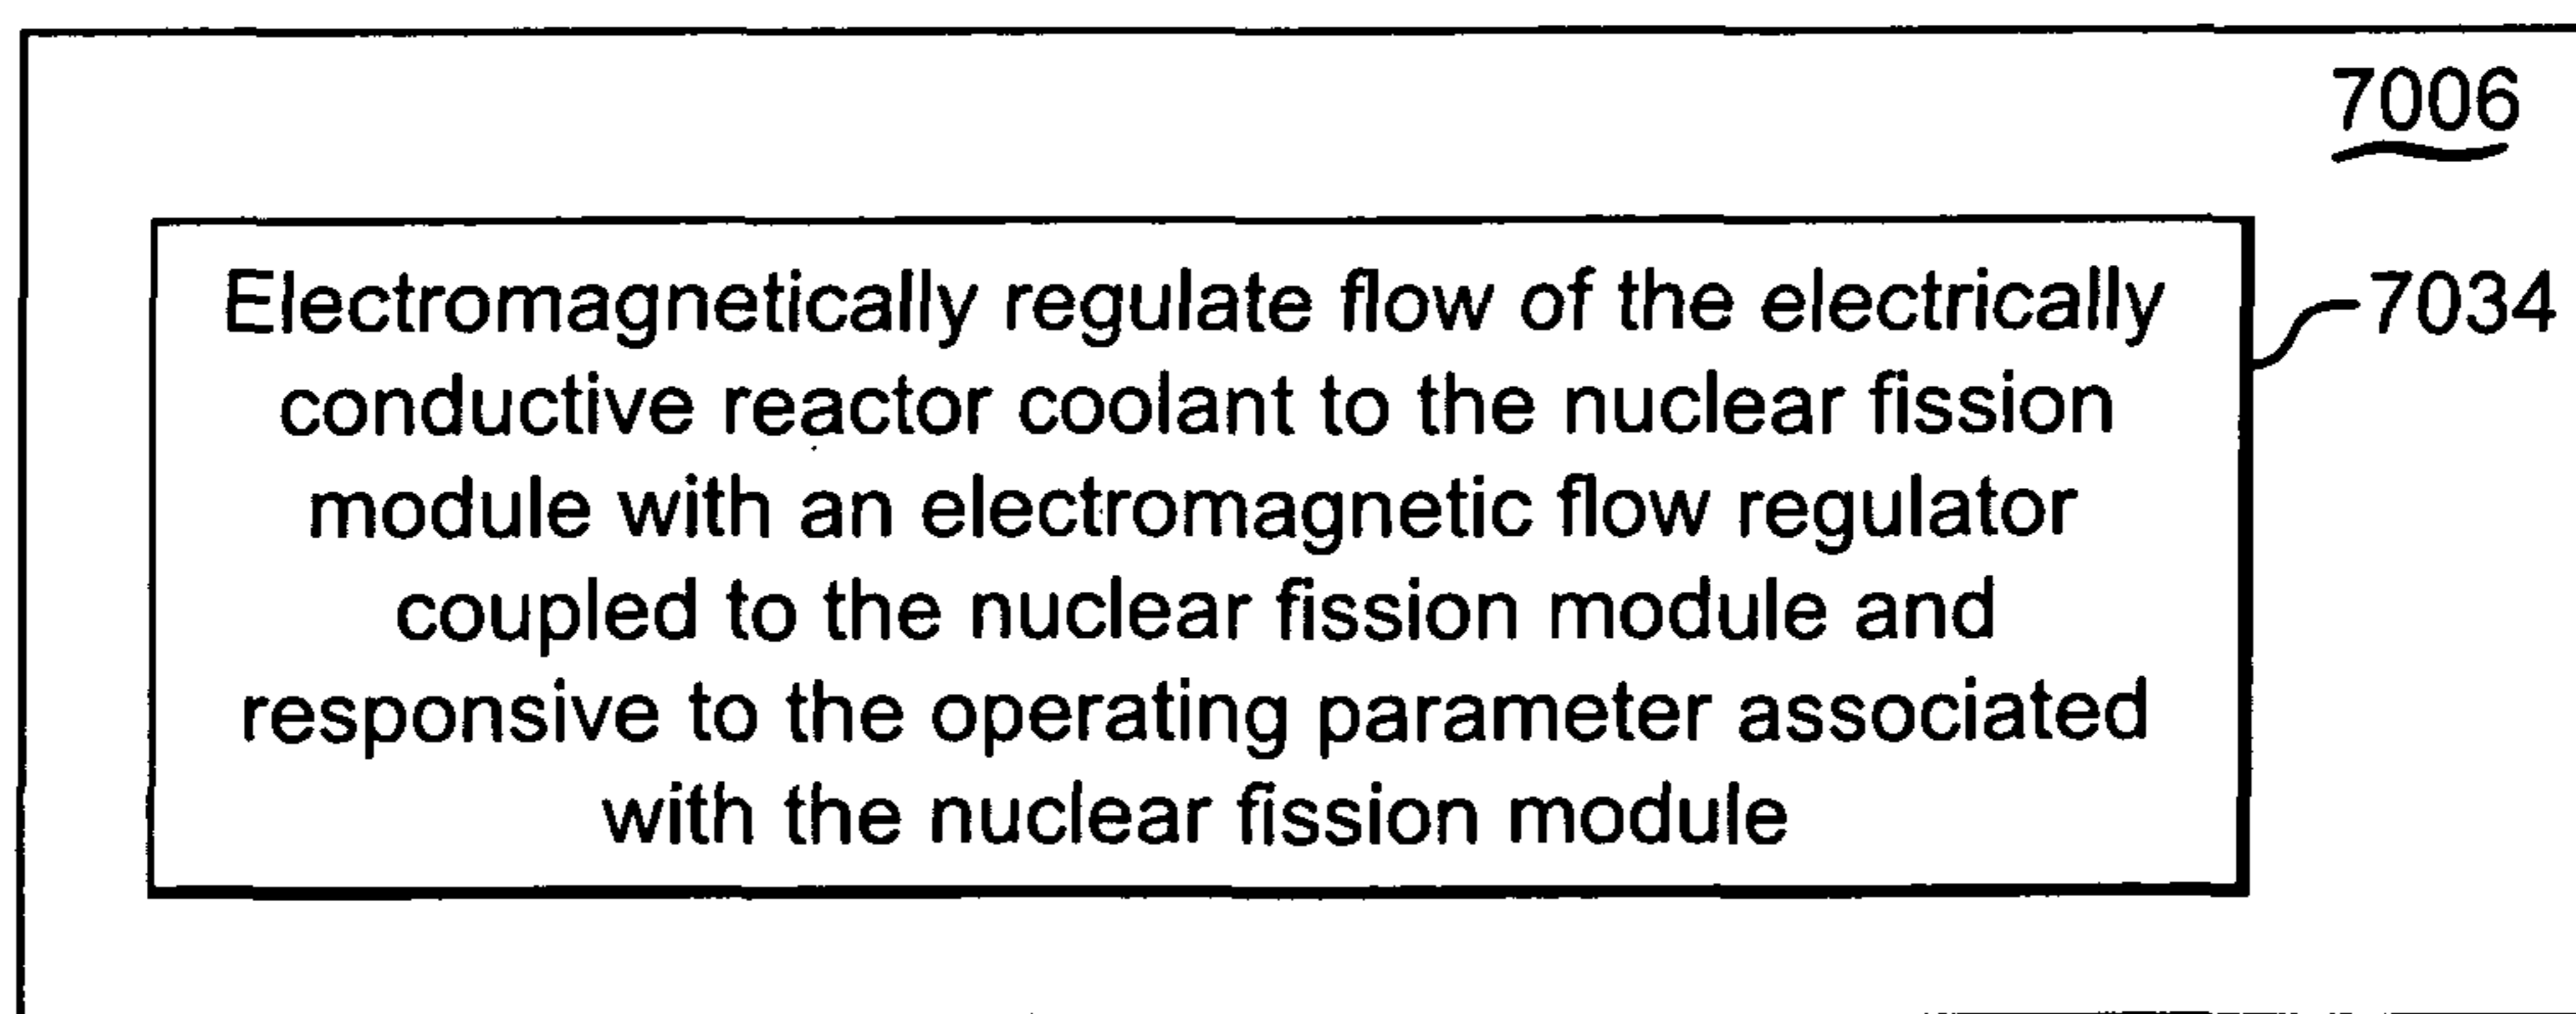 7006
Electromagnetically regulate flow of the electrically
7034
conductive reactor coolant to the nuclear fission
module with an electromagnetic flow regulator
coupled to the nuclear fission module and
responsive to the operating parameter associated
with the nuclear fission module